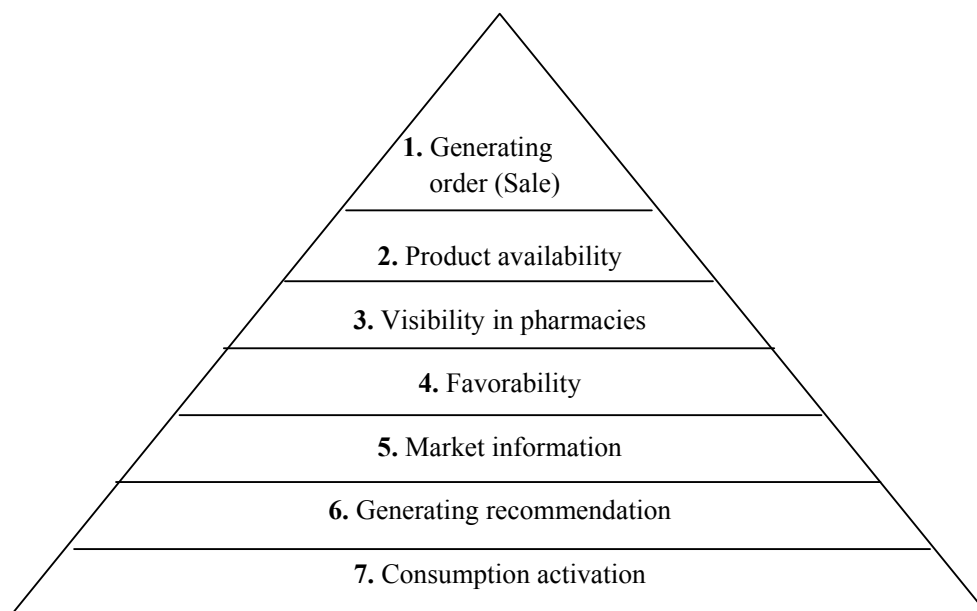 1. Generating
order (Sale)
2. Product availability
3. Visibility in pharmacies
4. Favorability
5. Market information
6. Generating recommendation
7. Consumption activation